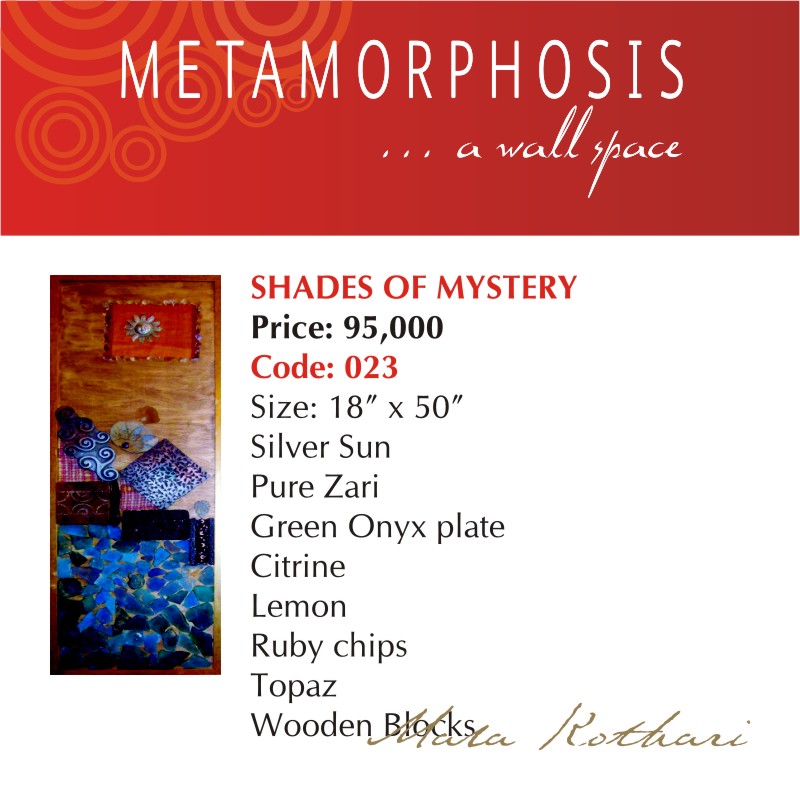 METAMORPHOSIS
... a wall space
SHADES OF MYSTERY
Price: 95,000
Code: 023
Size: 18” x 50”
Silver Sun
Pure Zari
Green Onyx plate
Citrine
Lemon
Ruby chips
Topaz
Wooden Blocks
Mala Kothari